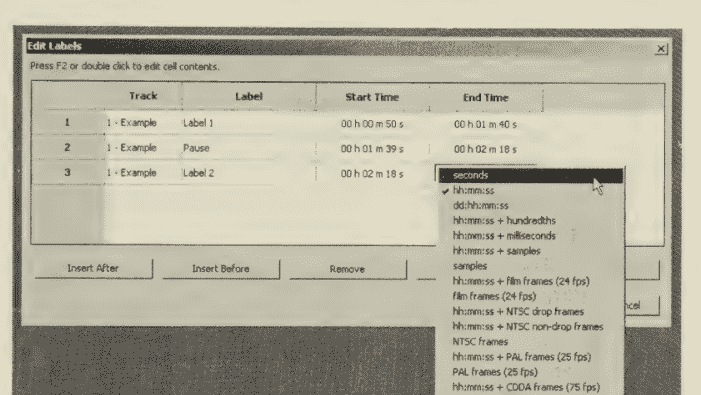 Edit Labels
Press F2 or double click to edit cell contents.
Track Label Start Time End Time
1 1 - Example Label 1 00 h 00 m 50 s 00 h 01 m 40 s
2 1 - Example Pause 00 h 01 m 39 s 00 h 02 m 18 s
3 1 - Example Label 2 00 h 02 m 18 s
seconds
hh:mm:ss
dd:hh:mm:ss
hh:mm:ss + hundredths
hh:mm:ss + milliseconds
hh:mm:ss + samples
samples
hh:mm:ss + film frames (24 fps)
film frames (24 fps)
hh:mm:ss + NTSC drop frames
hh:mm:ss + NTSC non-drop frames
NTSC frames
hh:mm:ss + PAL frames (25 fps)
PAL frames (25 fps)
hh:mm:ss + CDDA frames (75 fps)
Insert After Insert Before Remove
ncel